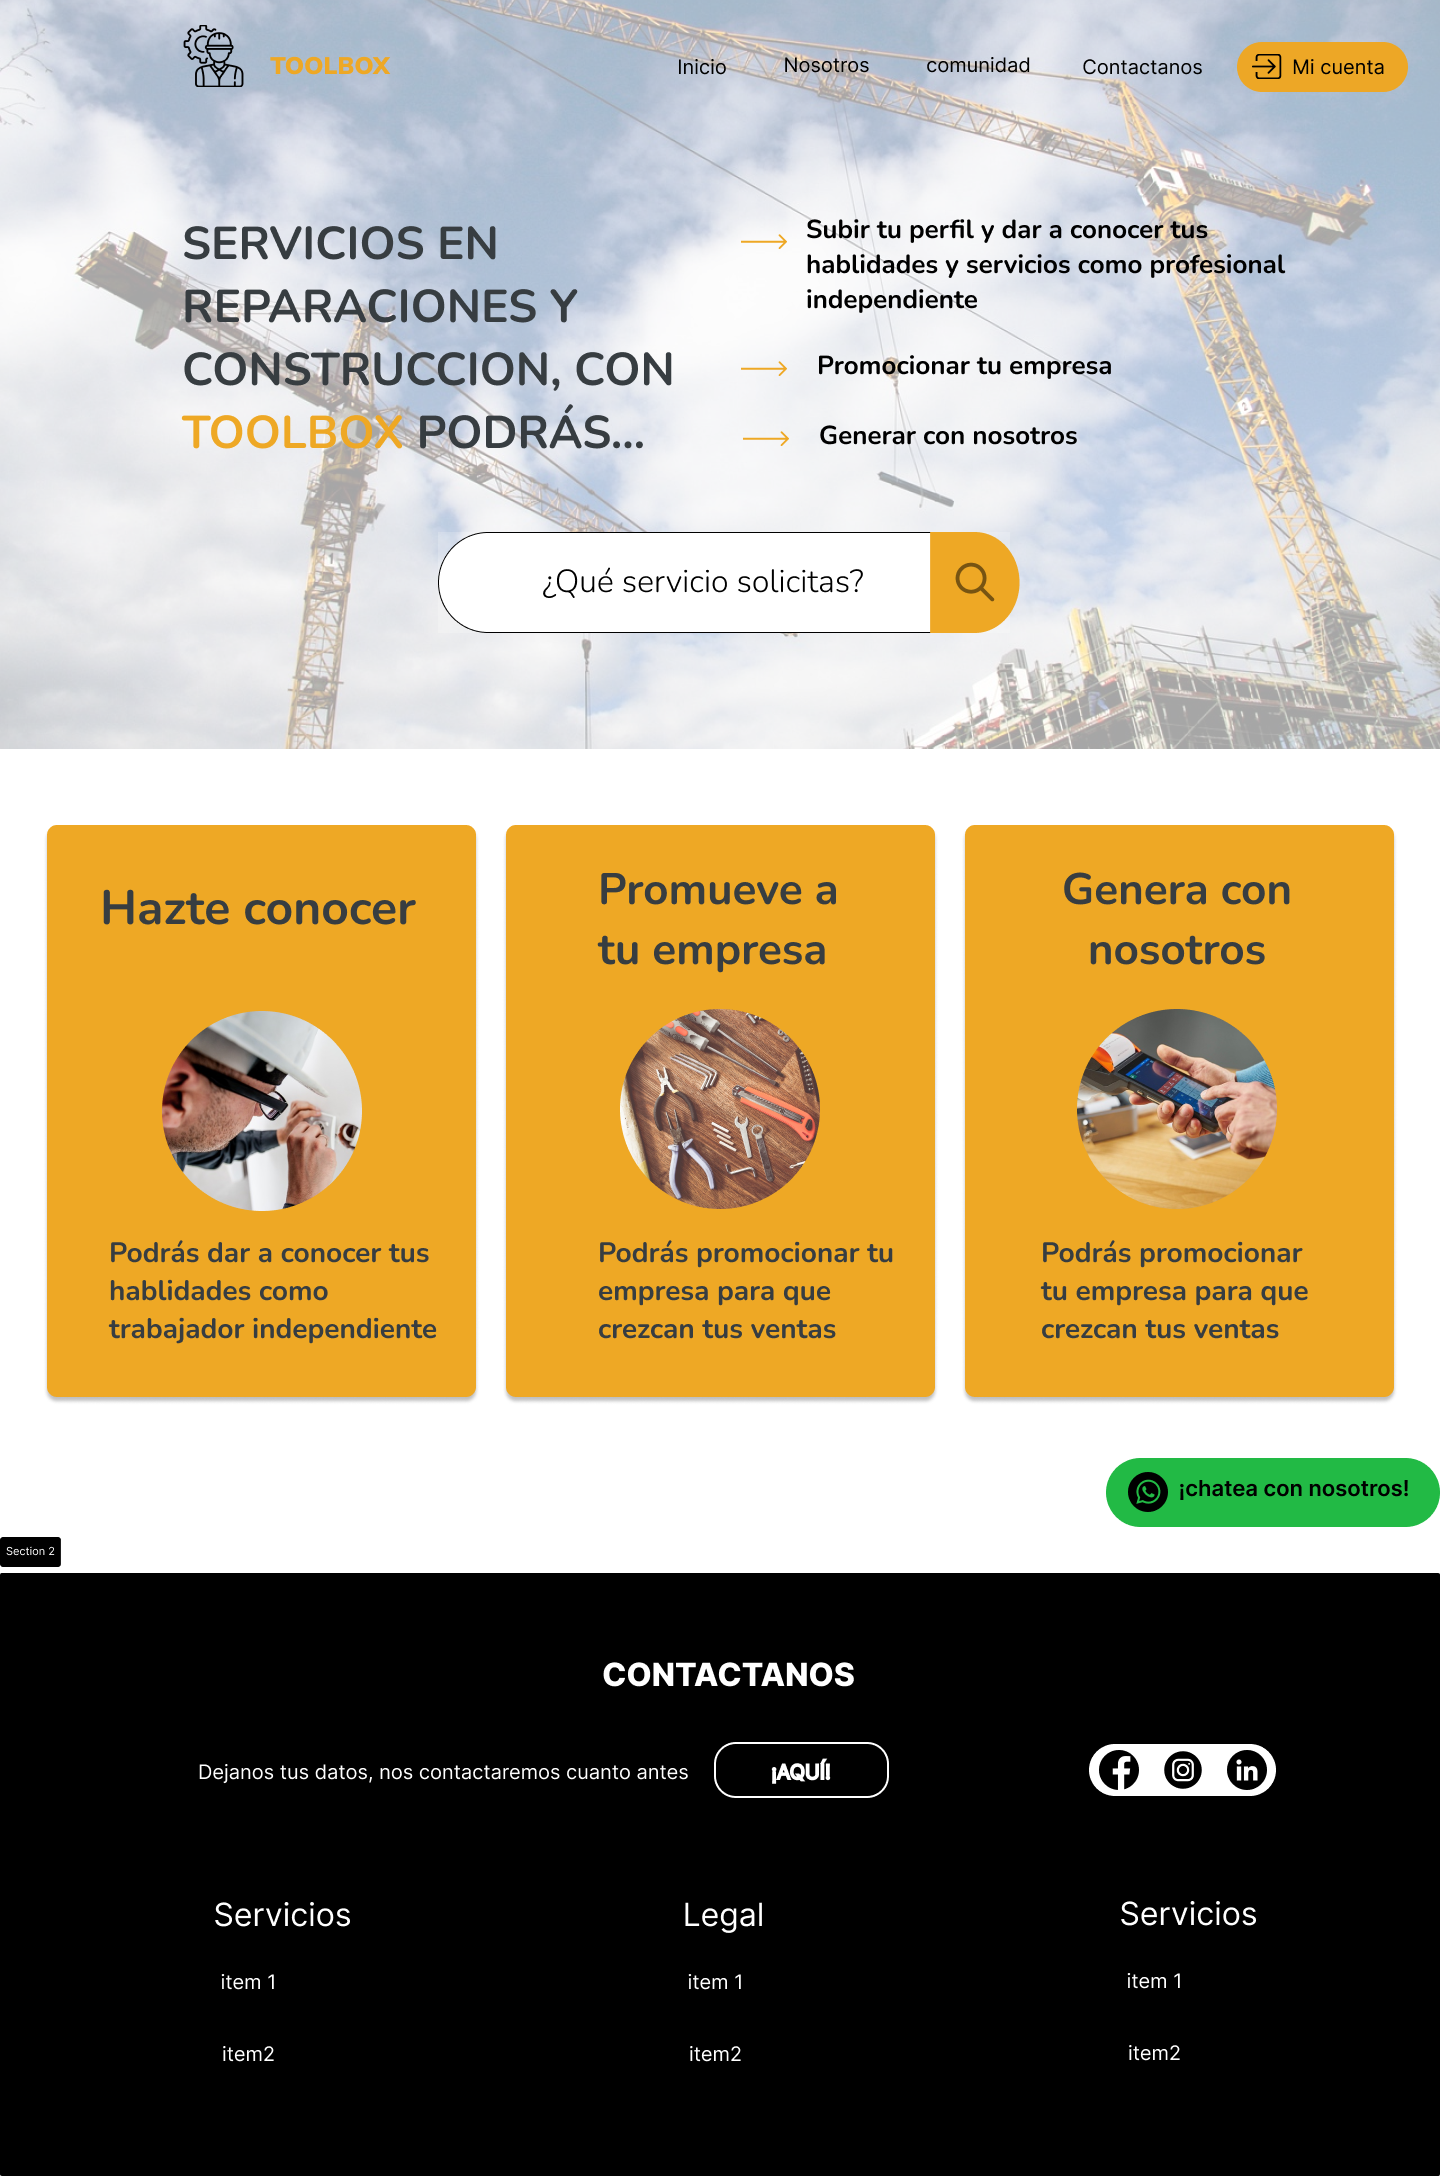 TOOLBOX
Inicio
Nosotros
comunidad
Contactanos
Mi cuenta
SERVICIOS EN
REPARACIONES Y
CONSTRUCCION, CON
TOOLBOX PODRÁS...
Subir tu perfil y dar a conocer tus
hablidades y servicios como profesional
independiente
Promocionar tu empresa
Generar con nosotros
¿Qué servicio solicitas?
Hazte conocer
Podrás dar a conocer tus
hablidades como
trabajador independiente
Promueve a
tu empresa
Podrás promocionar tu
empresa para que
crezcan tus ventas
Genera con
nosotros
Podrás promocionar
tu empresa para que
crezcan tus ventas
¡chatea con nosotros!
Section 2
CONTACTANOS
Dejanos tus datos, nos contactaremos cuanto antes
¡AQUÍ!
Servicios
item 1
item2
Legal
item 1
item2
Servicios
item 1
item2